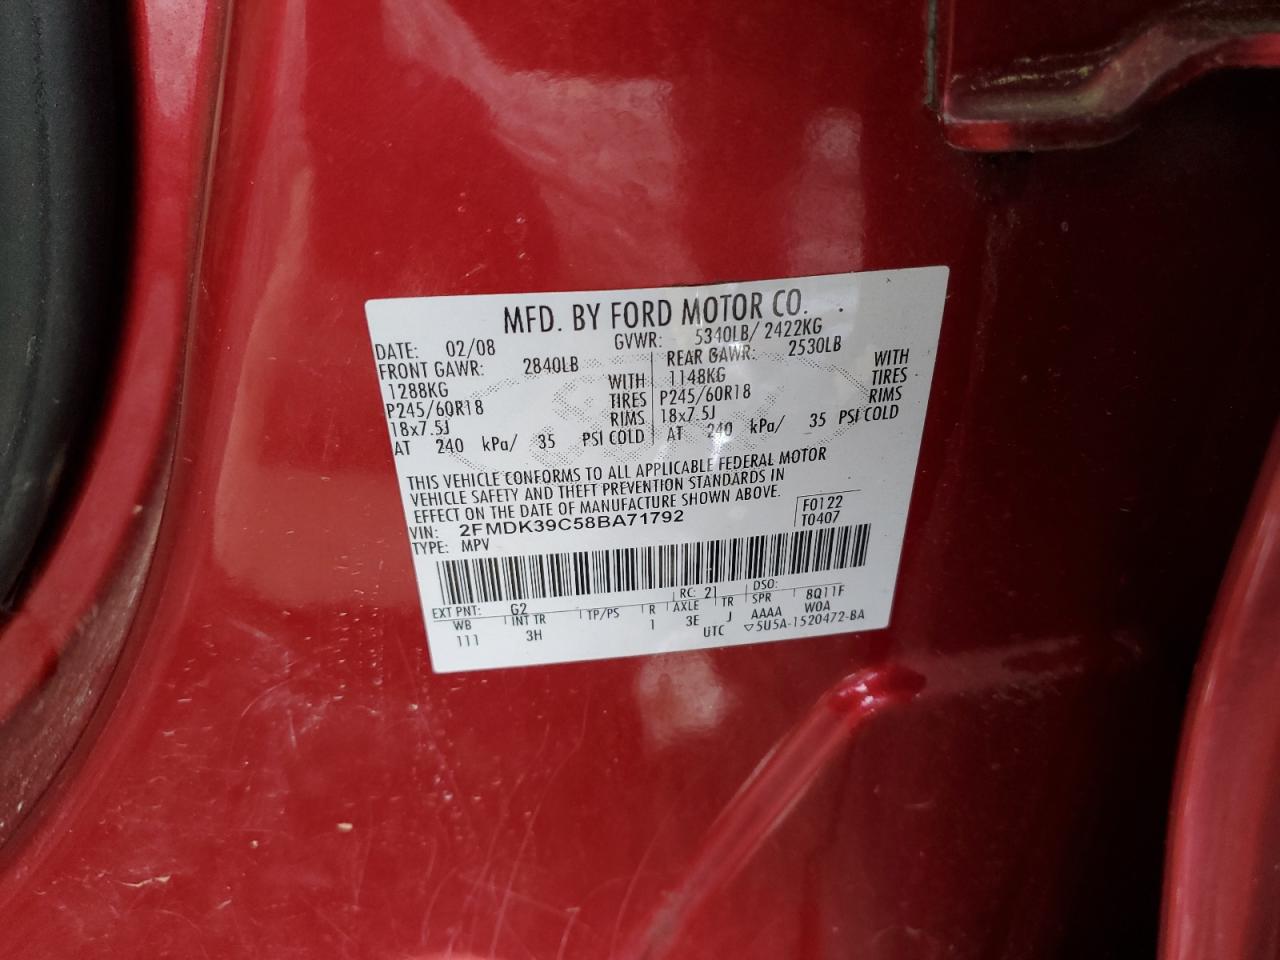 MFD. BY FORD MOTOR CO.
DATE: 02/08 GVWR: 5340LB/ 2422KG
FRONT GAWR: 2840LB REAR GAWR: 2530LB
1288KG WITH 1148KG WITH
P245/60R18 TIRES P245/60R18 TIRES
18x7.5J RIMS 18x7.5J RIMS
AT 240 kPa/ 35 PSI COLD AT 240 kPa/ 35 PSI COLD
THIS VEHICLE CONFORMS TO ALL APPLICABLE FEDERAL MOTOR
VEHICLE SAFETY AND THEFT PREVENTION STANDARDS IN
EFFECT ON THE DATE OF MANUFACTURE SHOWN ABOVE.
VIN: 2FMDK39C58BA71792 F0122
TYPE: MPV T0407
EXT PNT: G2 RC: 21 DSO:
WB INT TR TP/PS R AXLE TR SPR 8Q11F
111 3H 1 3E J AAAA W0A
UTC ▽5U5A-1520472-BA